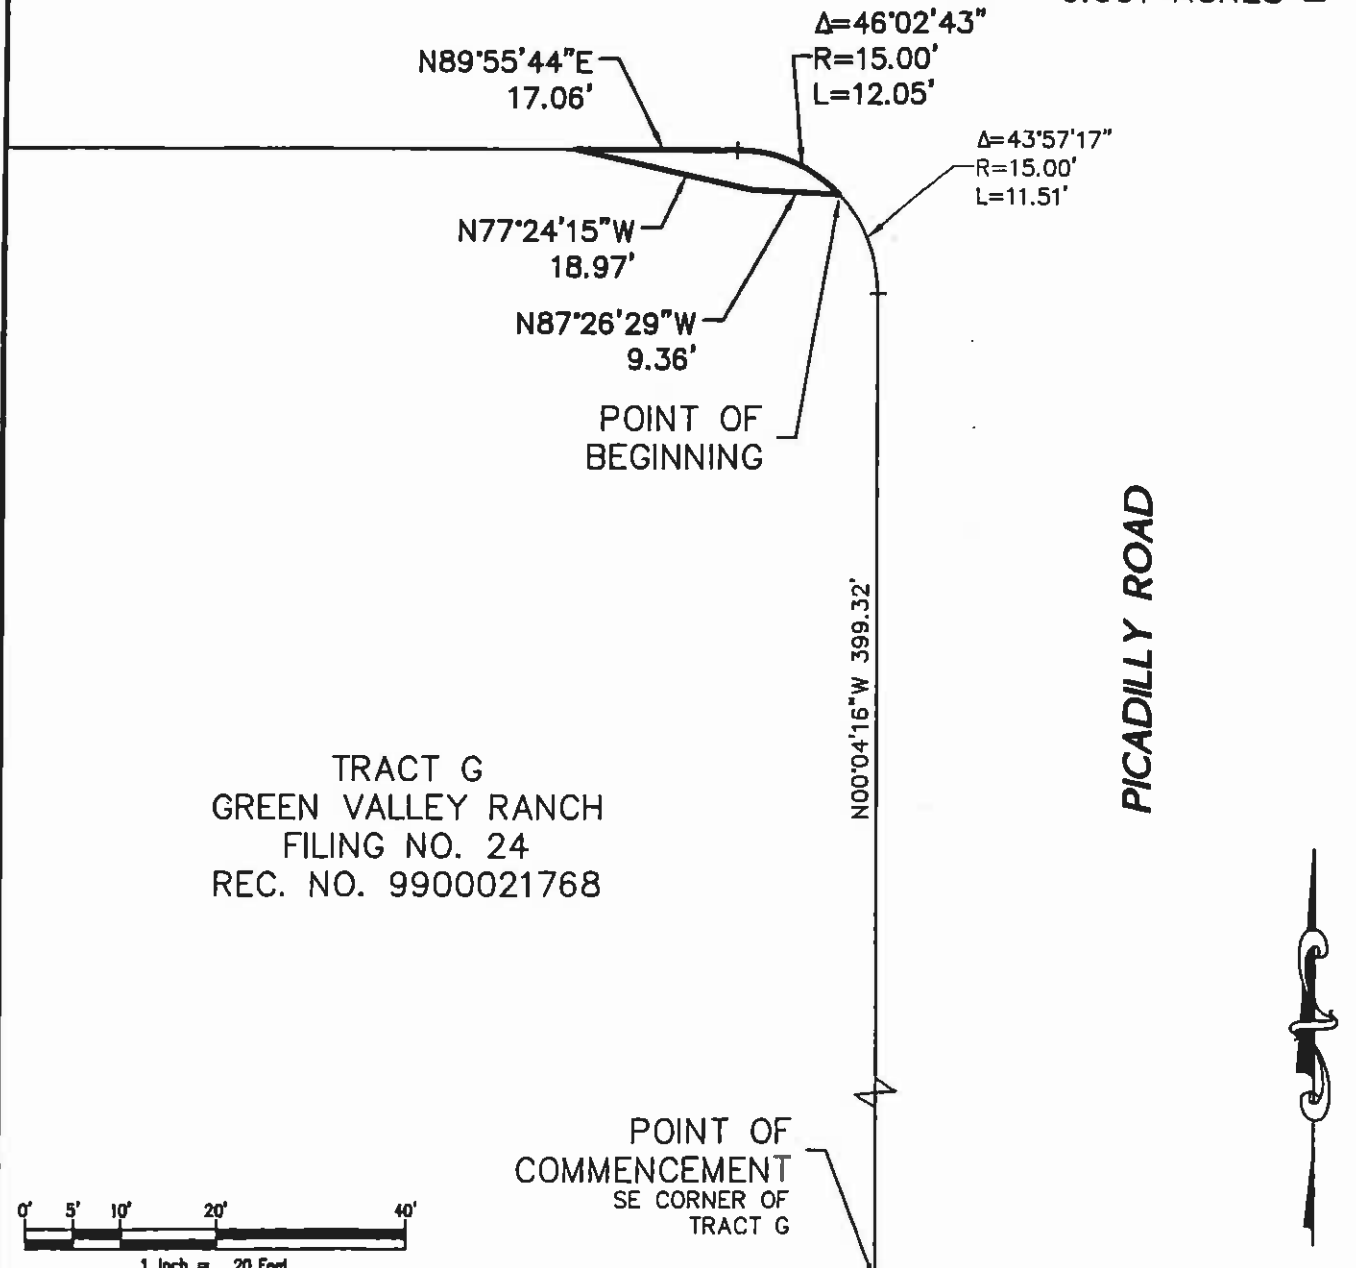 Δ=46°02'43"
R=15.00'
L=12.05'
N89°55'44"E
17.06'
Δ=43°57'17"
R=15.00'
L=11.51'
N77°24'15"W
18.97'
N87°26'29"W
9.36'
POINT OF
BEGINNING
N00°04'16"W 399.32'
PICADILLY ROAD
TRACT G
GREEN VALLEY RANCH
FILING NO. 24
REC. NO. 9900021768
POINT OF
COMMENCEMENT
SE CORNER OF
TRACT G
0' 5' 10' 20' 40'
1 inch = 20 Feet